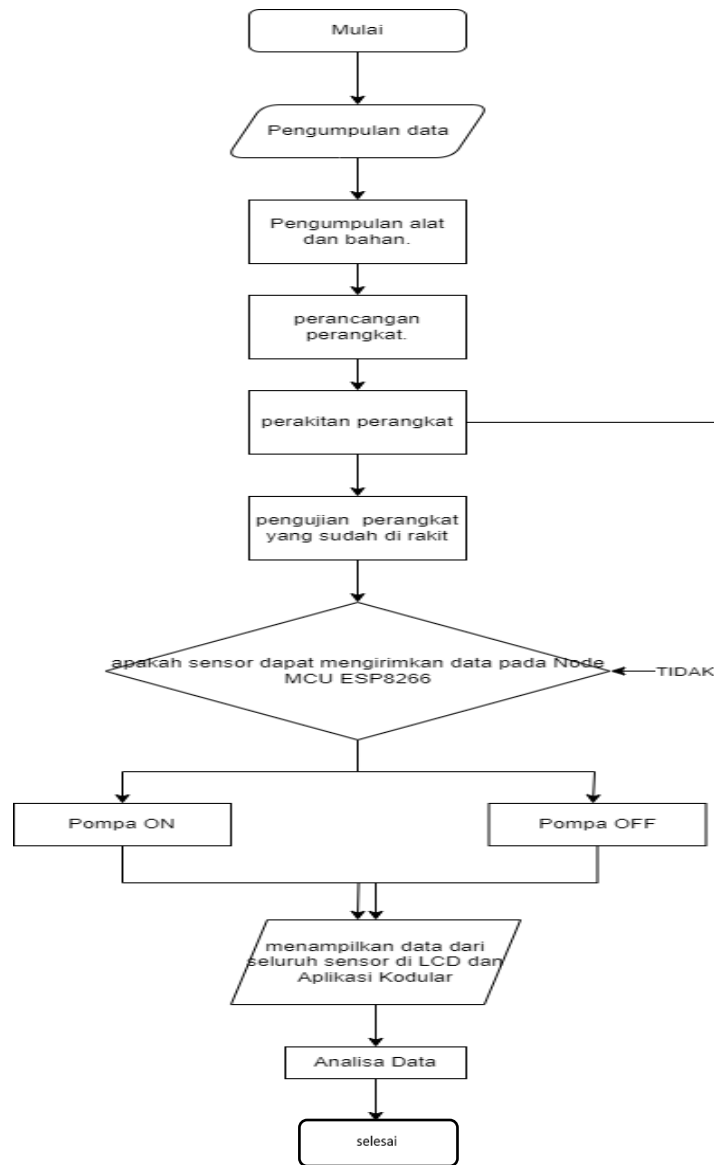 Mulai
Pengumpulan data
Pengumpulan alat
dan bahan.
perancangan
perangkat.
perakitan perangkat
pengujian perangkat
yang sudah di rakit
apakah sensor dapat mengirimkan data pada Node
MCU ESP8266
TIDAK
Pompa ON
Pompa OFF
menampilkan data dari
seluruh sensor di LCD dan
Aplikasi Kodular
Analisa Data
selesai